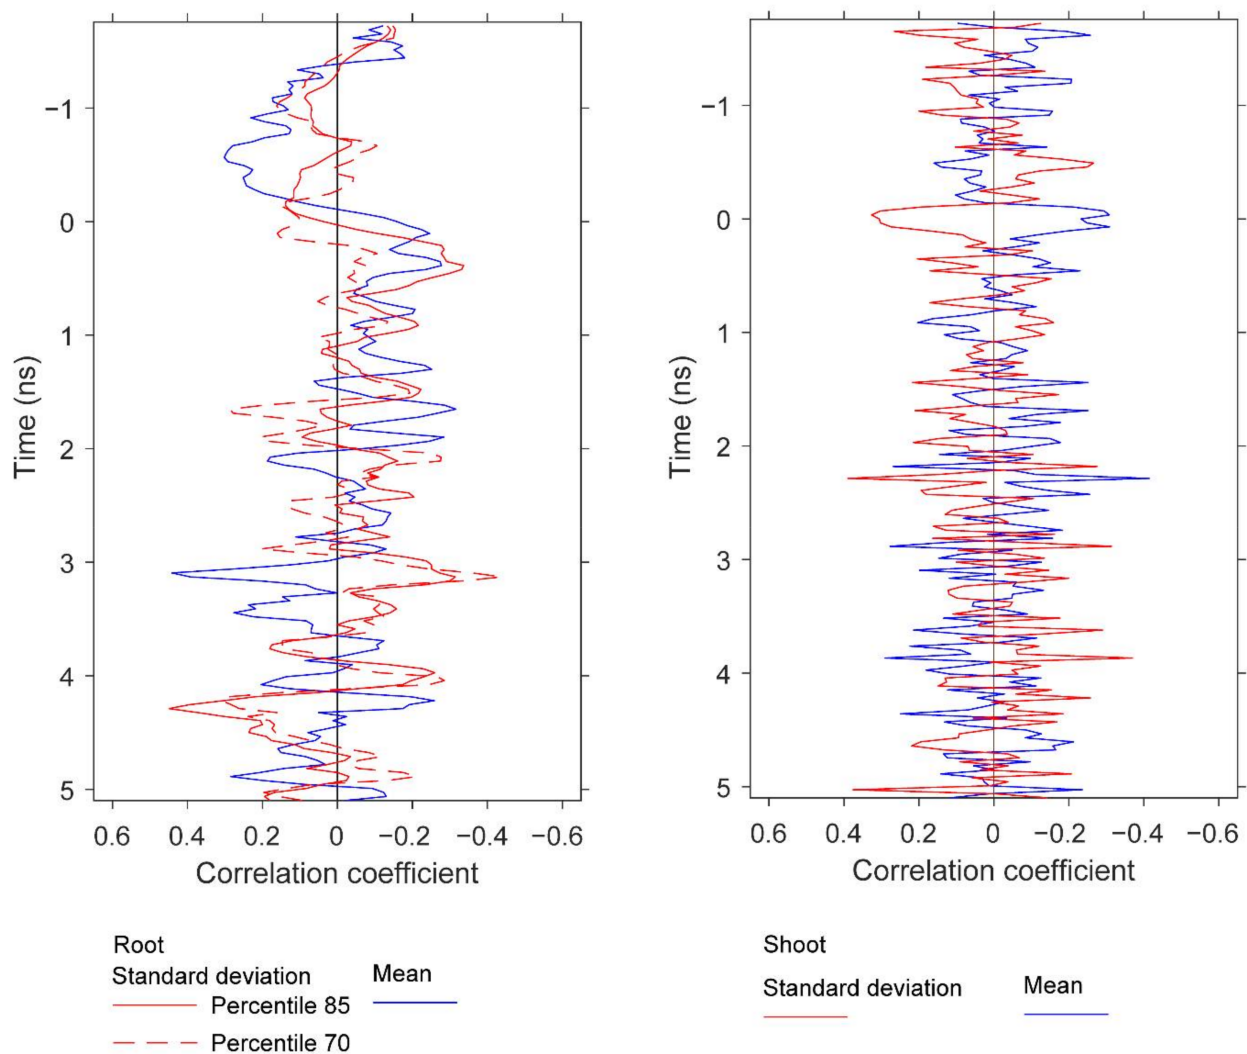 −1
0
1
2
3
4
5
Time (ns)
0.6 0.4 0.2 0 −0.2 −0.4 −0.6
Correlation coefficient
−1
0
1
2
3
4
5
Time (ns)
0.6 0.4 0.2 0 −0.2 −0.4 −0.6
Correlation coefficient
Root
Standard deviation Mean
Percentile 85
Percentile 70
Shoot
Standard deviation Mean